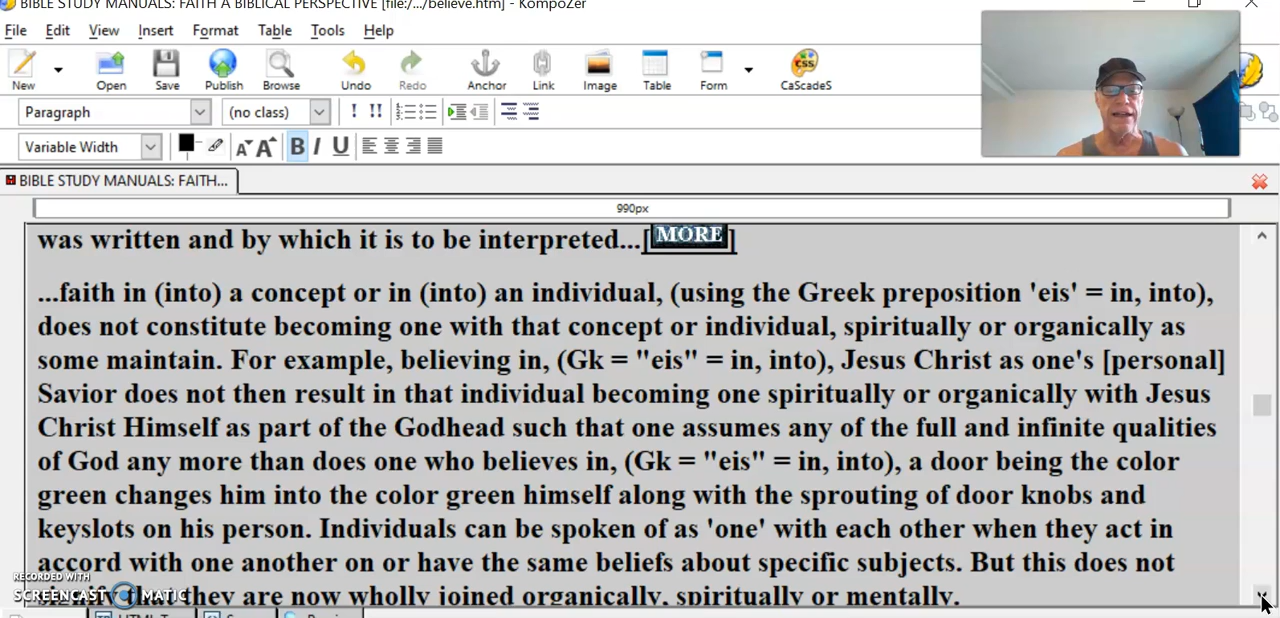 BIBLE STUDY MANUALS: FAITH A BIBLICAL PERSPECTIVE [file:/.../believe.htm] - KompoZer
File Edit View Insert Format Table Tools Help
New Open Save Publish Browse Undo Redo Anchor Link Image Table Form CaScadeS
Paragraph (no class) ! !!
Variable Width A A B I U
BIBLE STUDY MANUALS: FAITH...
990px
was written and by which it is to be interpreted...[MORE]
...faith in (into) a concept or in (into) an individual, (using the Greek preposition 'eis' = in, into),
does not constitute becoming one with that concept or individual, spiritually or organically as
some maintain. For example, believing in, (Gk = "eis" = in, into), Jesus Christ as one's [personal]
Savior does not then result in that individual becoming one spiritually or organically with Jesus
Christ Himself as part of the Godhead such that one assumes any of the full and infinite qualities
of God any more than does one who believes in, (Gk = "eis" = in, into), a door being the color
green changes him into the color green himself along with the sprouting of door knobs and
keyslots on his person. Individuals can be spoken of as 'one' with each other when they act in
accord with one another on or have the same beliefs about specific subjects. But this does not
that they are now wholly joined organically, spiritually or mentally.
RECORDED WITH
SCREENCAST MATIC